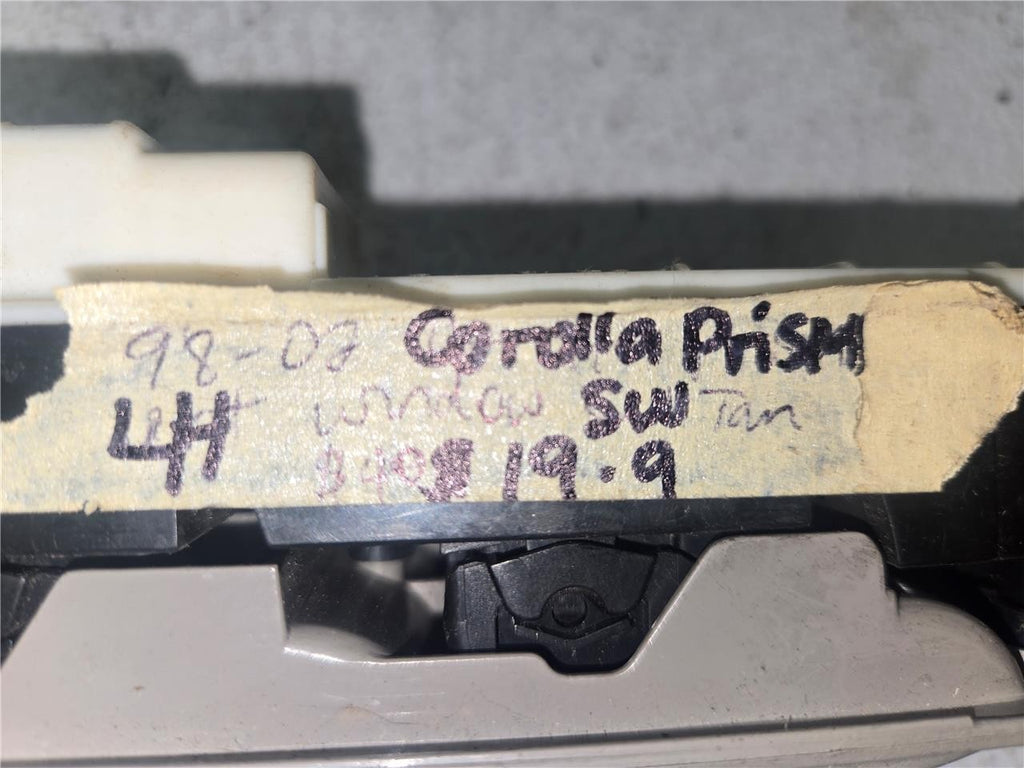 98-02 Corolla Prism
LH window SW Tan
19.9